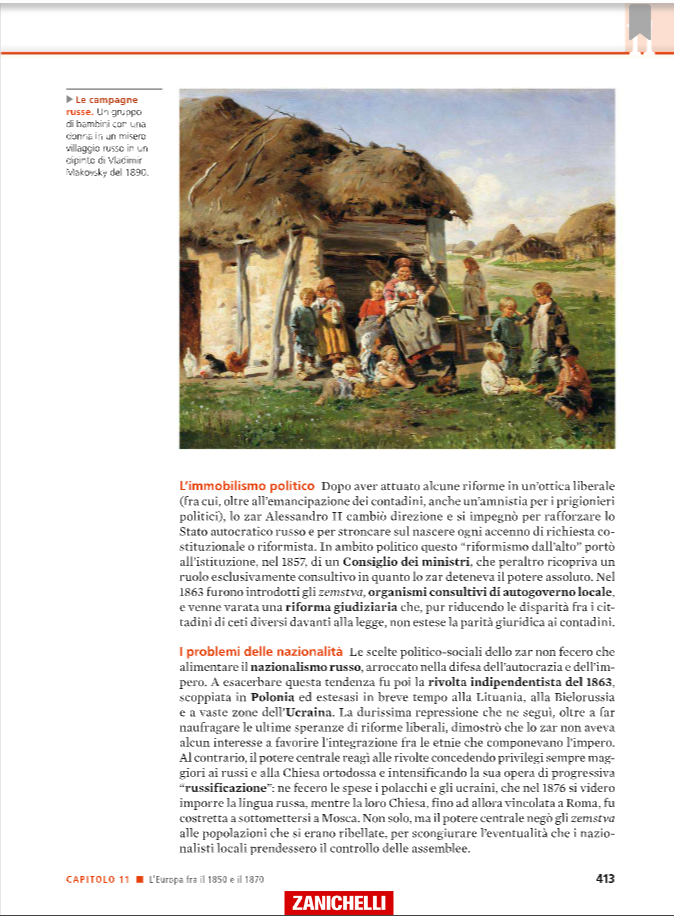 ▶ Le campagne
russe. Un gruppo
di bambini con una
donna in un misero
villaggio russo in un
dipinto di Vladimir
Makovsky del 1890.
L'immobilismo politico Dopo aver attuato alcune riforme in un'ottica liberale
(fra cui, oltre all'emancipazione dei contadini, anche un'amnistia per i prigionieri
politici), lo zar Alessandro II cambiò direzione e si impegnò per rafforzare lo
Stato autocratico russo e per stroncare sul nascere ogni accenno di richiesta co-
stituzionale o riformista. In ambito politico questo "riformismo dall'alto" portò
all'istituzione, nel 1857, di un Consiglio dei ministri, che peraltro ricopriva un
ruolo esclusivamente consultivo in quanto lo zar deteneva il potere assoluto. Nel
1863 furono introdotti gli zemstva, organismi consultivi di autogoverno locale,
e venne varata una riforma giudiziaria che, pur riducendo le disparità fra i cit-
tadini di ceti diversi davanti alla legge, non estese la parità giuridica ai contadini.
I problemi delle nazionalità Le scelte politico-sociali dello zar non fecero che
alimentare il nazionalismo russo, arroccato nella difesa dell'autocrazia e dell'im-
pero. A esacerbare questa tendenza fu poi la rivolta indipendentista del 1863,
scoppiata in Polonia ed estesasi in breve tempo alla Lituania, alla Bielorussia
e a vaste zone dell'Ucraina. La durissima repressione che ne seguì, oltre a far
naufragare le ultime speranze di riforme liberali, dimostrò che lo zar non aveva
alcun interesse a favorire l'integrazione fra le etnie che componevano l'impero.
Al contrario, il potere centrale reagì alle rivolte concedendo privilegi sempre mag-
giori ai russi e alla Chiesa ortodossa e intensificando la sua opera di progressiva
"russificazione": ne fecero le spese i polacchi e gli ucraini, che nel 1876 si videro
imporre la lingua russa, mentre la loro Chiesa, fino ad allora vincolata a Roma, fu
costretta a sottomettersi a Mosca. Non solo, ma il potere centrale negò gli zemstva
alle popolazioni che si erano ribellate, per scongiurare l'eventualità che i nazio-
nalisti locali prendessero il controllo delle assemblee.
CAPITOLO 11 ■ L'Europa fra il 1850 e il 1870
413
ZANICHELLI